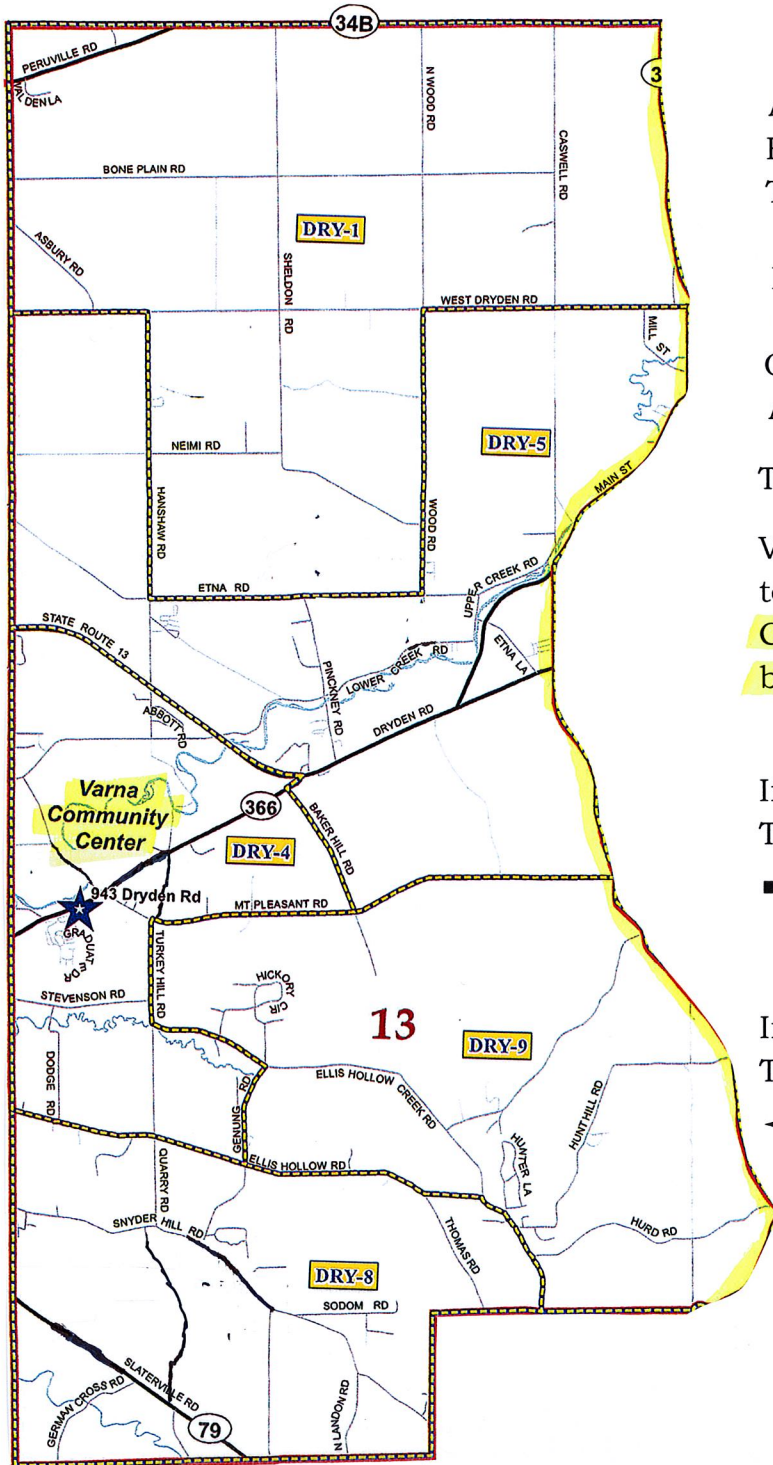 34B
PERUVILLE RD
WALDEN LA
N WOOD RD
3
CASWELL RD
BONE PLAIN RD
DRY-1
ASBURY RD
SHELDON RD
WEST DRYDEN RD
MILL ST
DRY-5
NEIMI RD
MAIN ST
HANSHAW RD
WOOD RD
ETNA RD
UPPER CREEK RD
STATE ROUTE 13
ETNA LA
LOWER CREEK RD
PINCKNEY RD
DRYDEN RD
ABBOTT RD
Varna
Community
Center
366
BAKER HILL RD
DRY-4
943 Dryden Rd
MT PLEASANT RD
TURKEY HILL RD
HICKORY CIR
STEVENSON RD
13
DRY-9
DODGE RD
ELLIS HOLLOW CREEK RD
HUNT HILL RD
GENUNG RD
HUNTER LA
ELLIS HOLLOW RD
QUARRY RD
SNYDER HILL RD
THOMAS RD
HURD RD
DRY-8
SODOM RD
SLATERVILLE RD
GERMAN CROSS RD
N LANDON RD
79